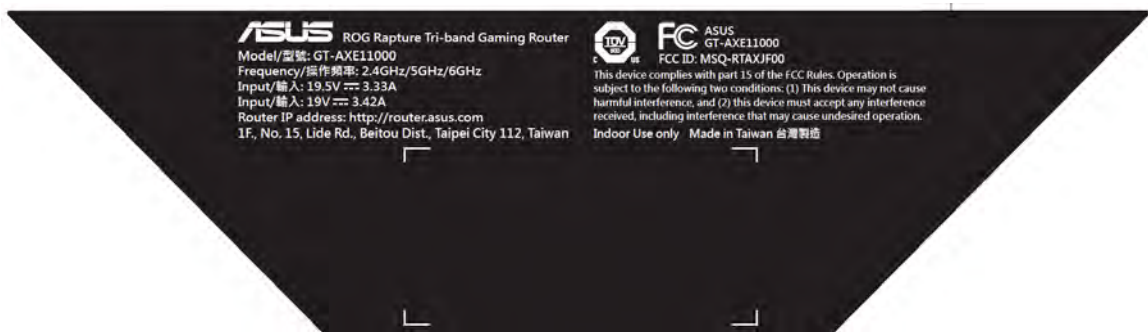 ASUS ROG Rapture Tri-band Gaming Router
Model/型號: GT-AXE11000
Frequency/操作頻率: 2.4GHz/5GHz/6GHz
Input/輸入: 19.5V 3.33A
Input/輸入: 19V 3.42A
Router IP address: http://router.asus.com
1F., No. 15, Lide Rd., Beitou Dist., Taipei City 112, Taiwan
TÜV
C US
FC ASUS
GT-AXE11000
FCC ID: MSQ-RTAXJF00
This device complies with part 15 of the FCC Rules. Operation is
subject to the following two conditions: (1) This device may not cause
harmful interference, and (2) this device must accept any interference
received, including interference that may cause undesired operation.
Indoor Use only Made in Taiwan 台灣製造